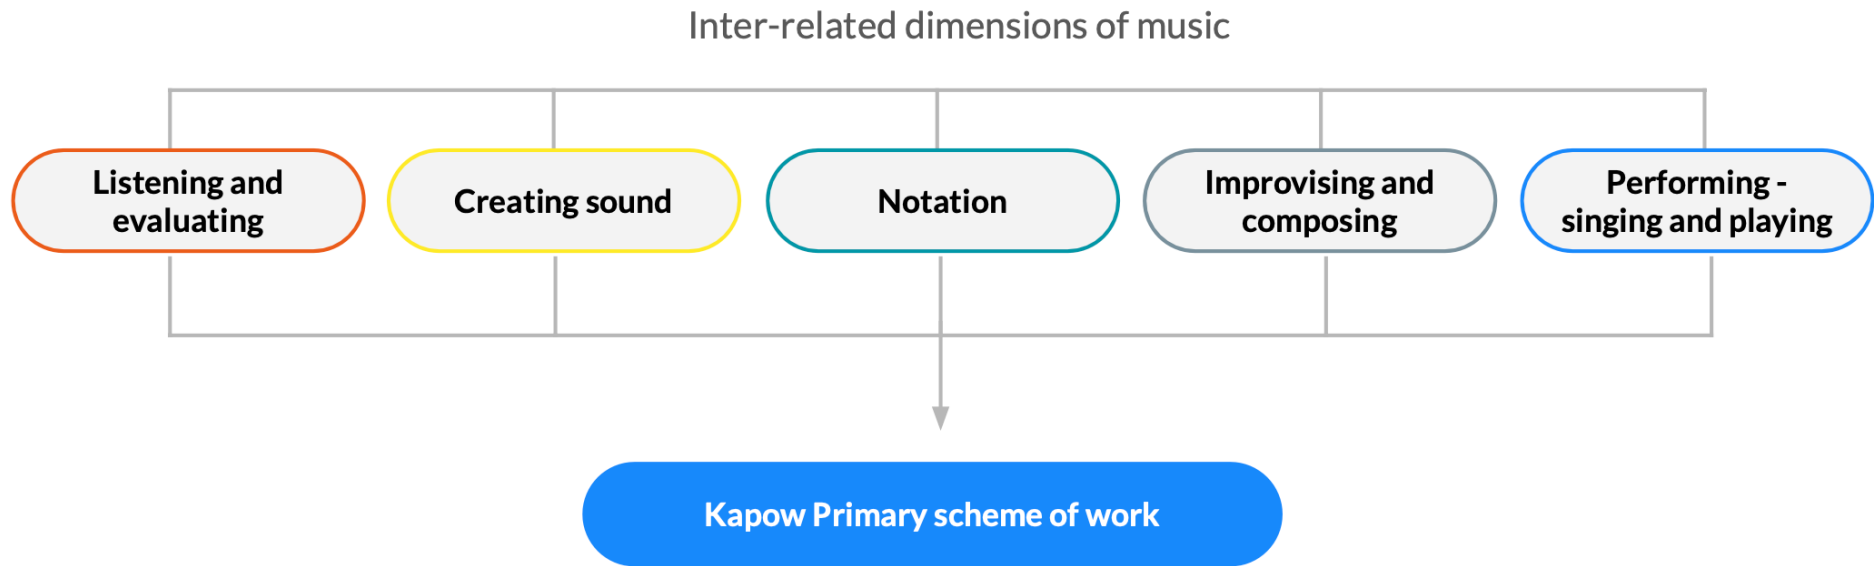 Inter-related dimensions of music
Listening and
evaluating
Creating sound
Notation
Improvising and
composing
Performing -
singing and playing
Kapow Primary scheme of work